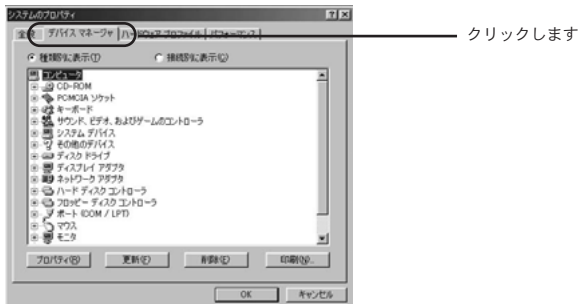 システムのプロパティ
全般 デバイス マネージャ ハードウェア プロファイル パフォーマンス
種類別に表示(T) 接続別に表示(C)
クリックします
コンピュータ
CD-ROM
PCMCIA ソケット
キーボード
サウンド、ビデオ、およびゲームのコントローラ
システム デバイス
その他のデバイス
ディスク ドライブ
ディスプレイ アダプタ
ネットワーク アダプタ
ハード ディスク コントローラ
フロッピー ディスク コントローラ
ポート (COM / LPT)
マウス
モニタ
プロパティ(R) 更新(F) 削除(E) 印刷(N)...
OK キャンセル